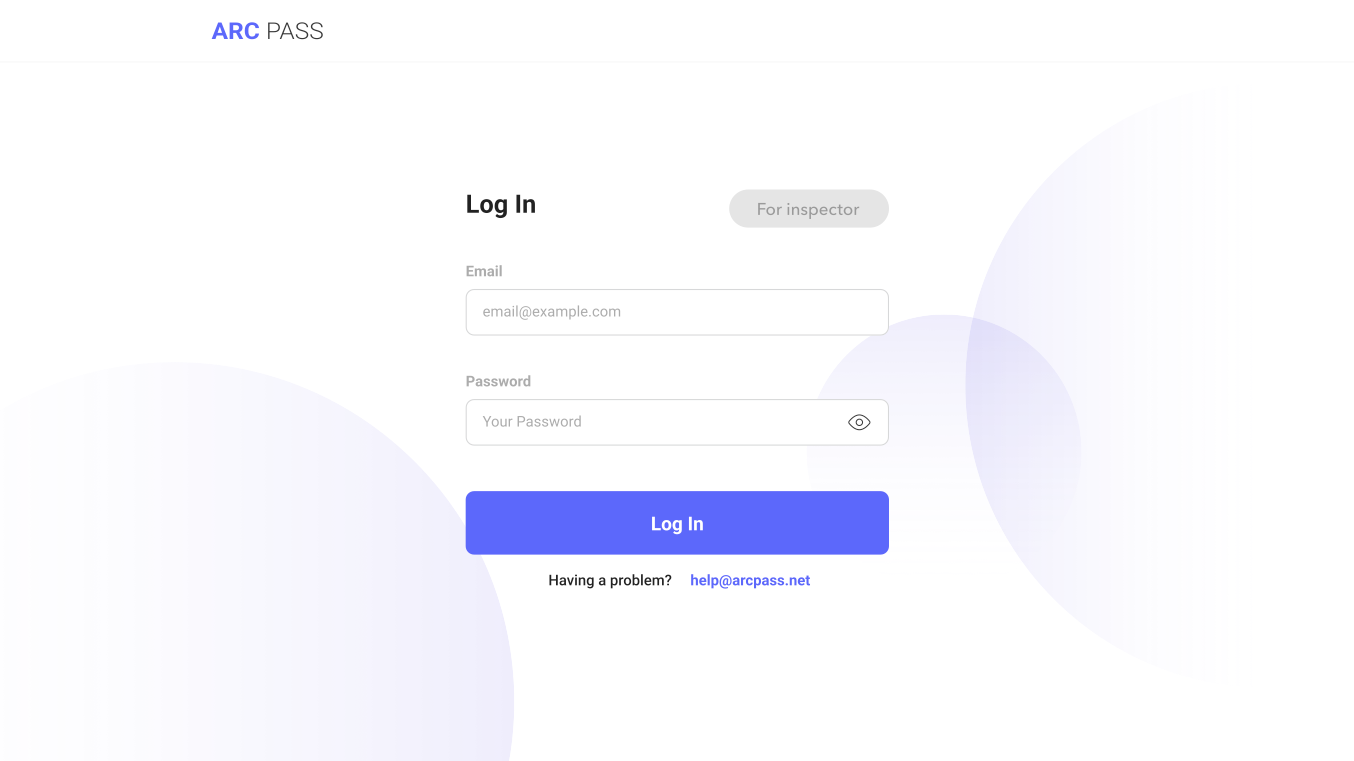 ARC PASS
Log In
For inspector
Email
email@example.com
Password
Your Password
Log In
Having a problem? help@arcpass.net